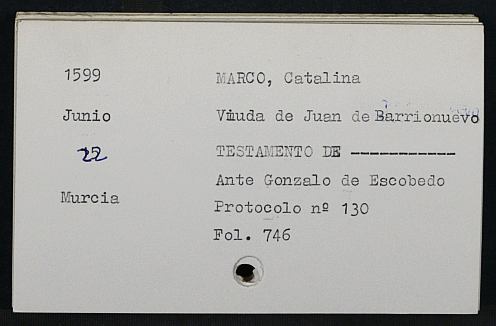 1599 MARCO, Catalina
Junio Viuda de Juan de Barrionuevo
22 TESTAMENTO DE -----------
Ante Gonzalo de Escobedo
Murcia
Protocolo nº 130
Fol. 746